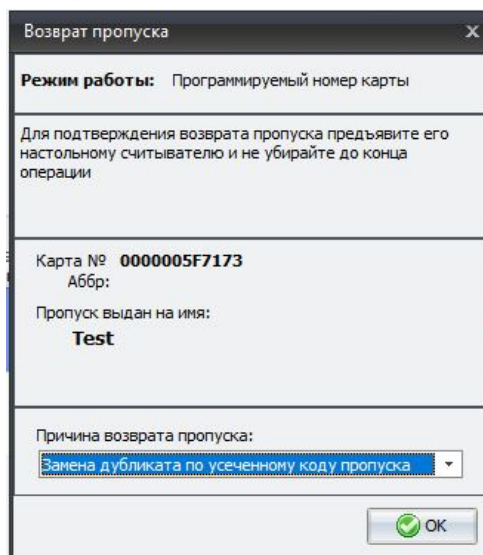 Возврат пропуска
x
Режим работы: Программируемый номер карты
Для подтверждения возврата пропуска предъявите его
настольному считывателю и не убирайте до конца
операции
Карта № 0000005F7173
Аббр:
Пропуск выдан на имя:
Test
Причина возврата пропуска:
Замена дубликата по усеченному коду пропуска
OK